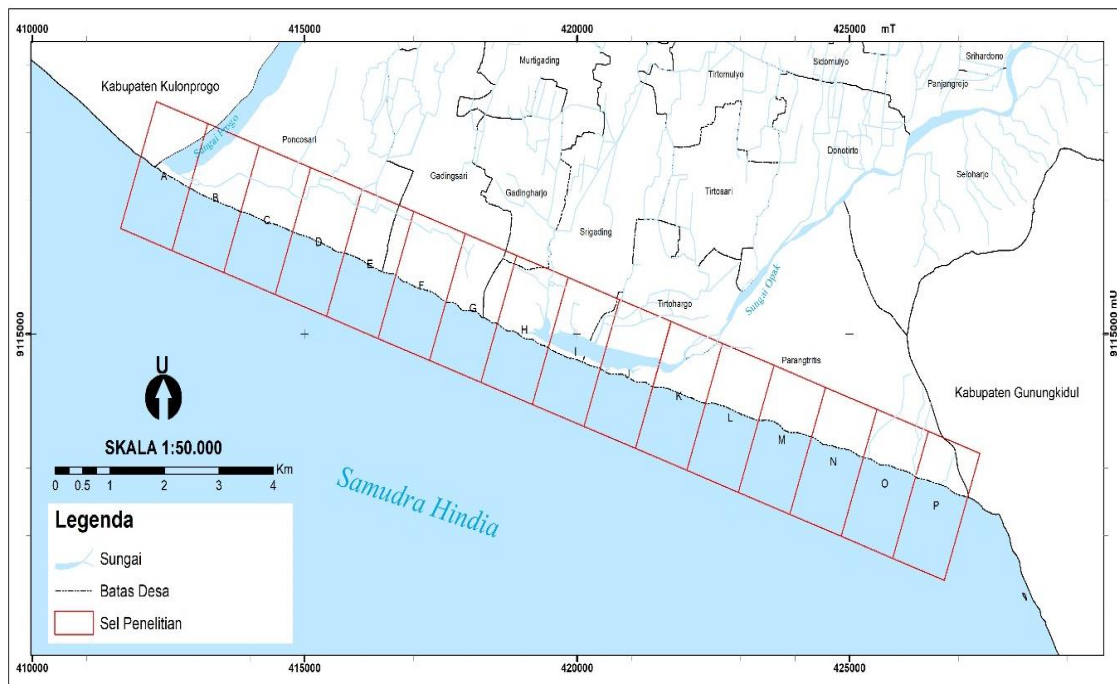 410000
415000
420000
425000
mT
Kabupaten Kulonprogo
Murtigading
Tirtomulyo
Sidomulyo
Srihardono
Panjangrejo
Poncosari
Donotirto
Gadingsari
Gadingharjo
Tirtosari
Seloharjo
Srigading
Sungai Opak
Tirtohargo
Parangtritis
Kabupaten Gunungkidul
A
B
C
D
E
F
G
H
I
J
K
L
M
N
O
P
9115000
9115000 mU
U
SKALA 1:50.000
Km
0 0.5 1 2 3 4
Samudra Hindia
Legenda
Sungai
Batas Desa
Sel Penelitian
410000
415000
420000
425000